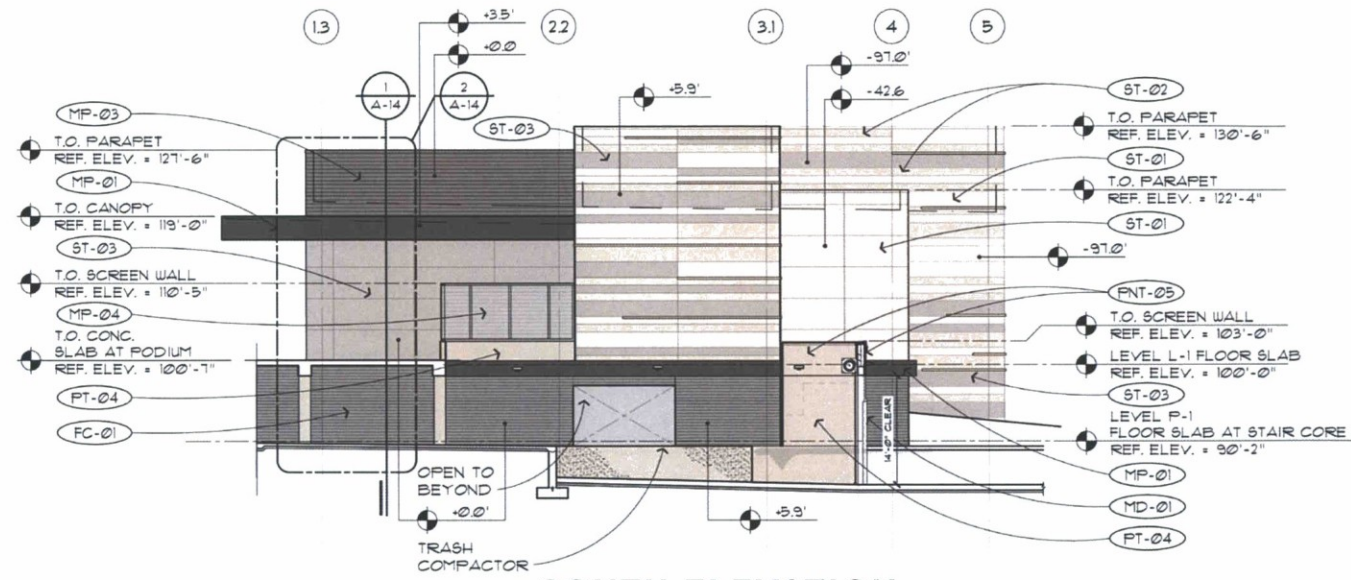 1.3
2.2
3.1
4
5
+3.5'
+0.0
-97.0'
-42.6
+5.9'
1
A-14
2
A-14
MP-03
T.O. PARAPET
REF. ELEV. = 127'-6"
MP-01
T.O. CANOPY
REF. ELEV. = 119'-0"
ST-03
T.O. SCREEN WALL
REF. ELEV. = 110'-5"
MP-04
T.O. CONC.
SLAB AT PODIUM
REF. ELEV. = 100'-7"
PT-04
FC-01
ST-03
ST-02
T.O. PARAPET
REF. ELEV. = 130'-6"
ST-01
T.O. PARAPET
REF. ELEV. = 122'-4"
ST-01
-97.0'
PNT-05
T.O. SCREEN WALL
REF. ELEV. = 103'-0"
LEVEL L-1 FLOOR SLAB
REF. ELEV. = 100'-0"
ST-03
LEVEL P-1
FLOOR SLAB AT STAIR CORE
REF. ELEV. = 90'-2"
MP-01
MD-01
PT-04
14'-0" CLEAR
OPEN TO
BEYOND
+0.0'
+5.9'
TRASH
COMPACTOR